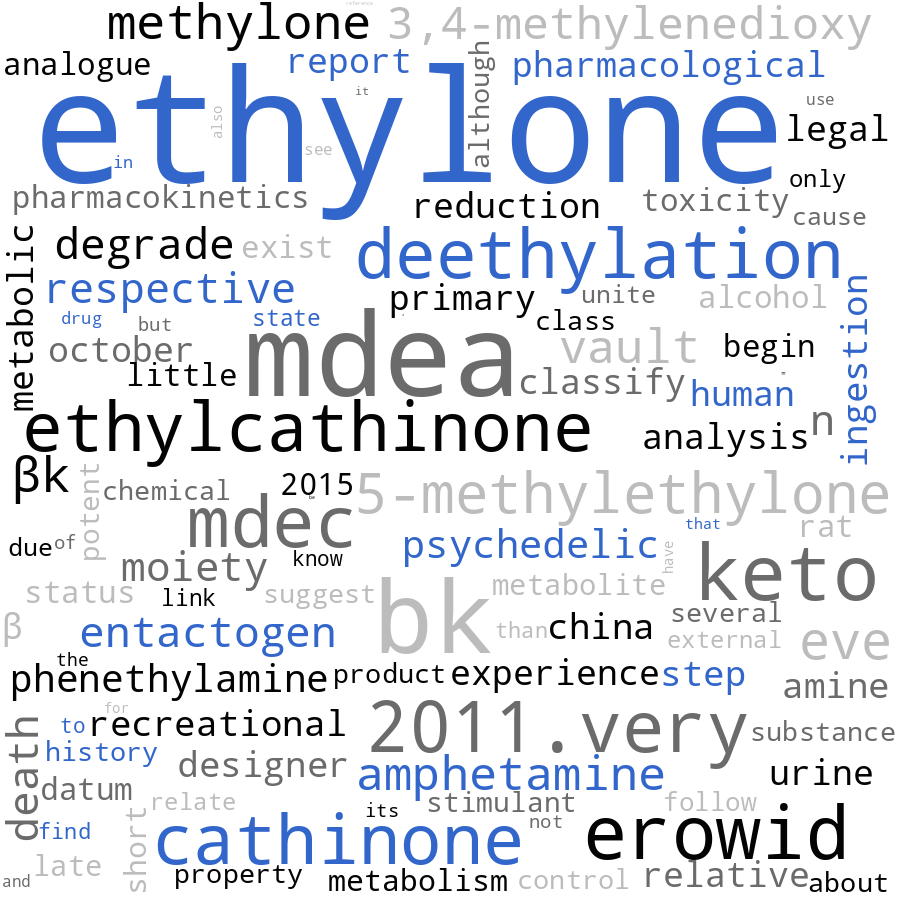 reference
methylone
3,4-methylenedioxy
analogue
report
although
pharmacological
ethylone
it
use
also
see
in
legal
only
pharmacokinetics
reduction
toxicity
cause
metabolic
degrade
exist
deethylation
respective
primary
unite
alcohol
ingestion
drug
but
state
class
october
mdea
vault
begin
little
classify
human
ethylcathinone
analysis
n
βk
potent
chemical
2015
be
5-methylethylone
mdec
that
rat
due
of
moiety
know
psychedelic
have
keto
status
link
suggest
bk
metabolite
several
β
entactogen
than
china
external
eve
the
phenethylamine
product
experience
step
amine
death
to
for
recreational
2011.very
substance
history
designer
amphetamine
urine
datum
short
relate
its
stimulant
follow
find
cathinone
not
erowid
and
late
property
metabolism
control
relative
about